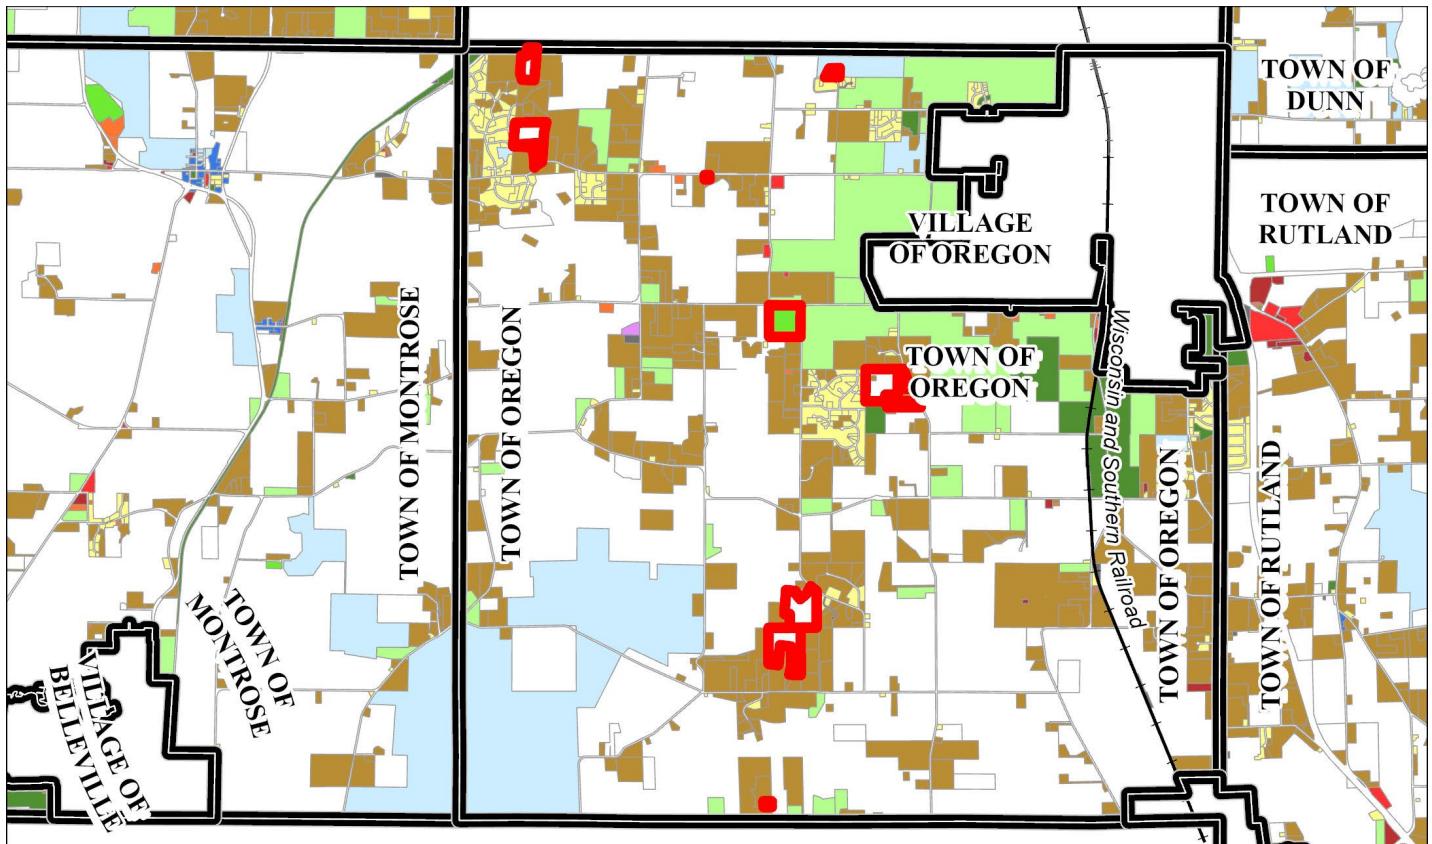 TOWN OF
DUNN
TOWN OF
RUTLAND
VILLAGE
OF OREGON
TOWN OF MONTROSE
TOWN OF OREGON
TOWN OF
OREGON
Wisconsin and Southern Railroad
TOWN OF OREGON
TOWN OF RUTLAND
TOWN OF
MONTROSE
VILLAGE OF
BELLEVILLE